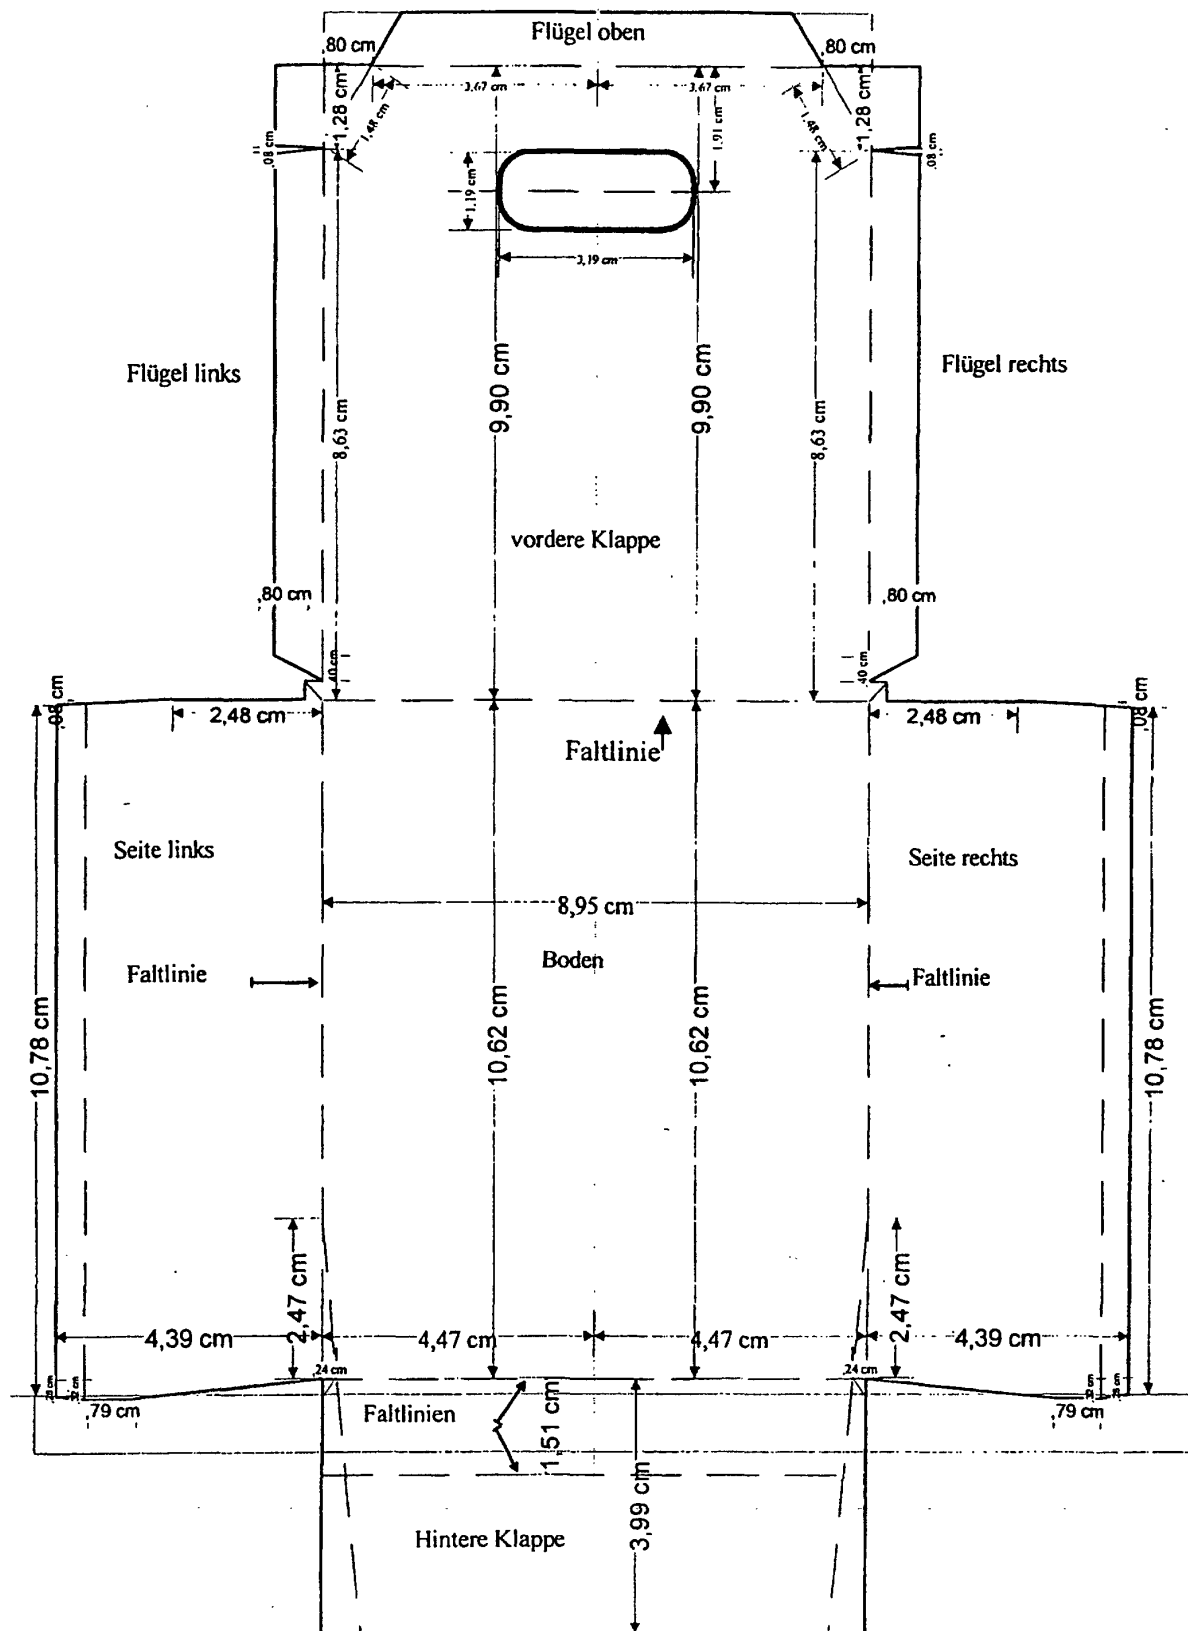 Flügel oben
,80 cm
,80 cm
3,67 cm
3,67 cm
1,28 cm
1,48 cm
1,91 cm
1,48 cm
1,28 cm
,08 cm
,08 cm
1,19 cm
3,19 cm
Flügel links
Flügel rechts
9,90 cm
9,90 cm
8,63 cm
8,63 cm
vordere Klappe
,80 cm
,80 cm
,40 cm
,40 cm
,08 cm
,08 cm
2,48 cm
2,48 cm
Faltlinie
Seite links
Seite rechts
8,95 cm
Boden
Faltlinie
Faltlinie
10,78 cm
10,62 cm
10,62 cm
10,78 cm
2,47 cm
2,47 cm
4,39 cm
4,47 cm
4,47 cm
4,39 cm
,24 cm
,24 cm
,79 cm
,79 cm
Faltlinien
1,51 cm
3,99 cm
Hintere Klappe